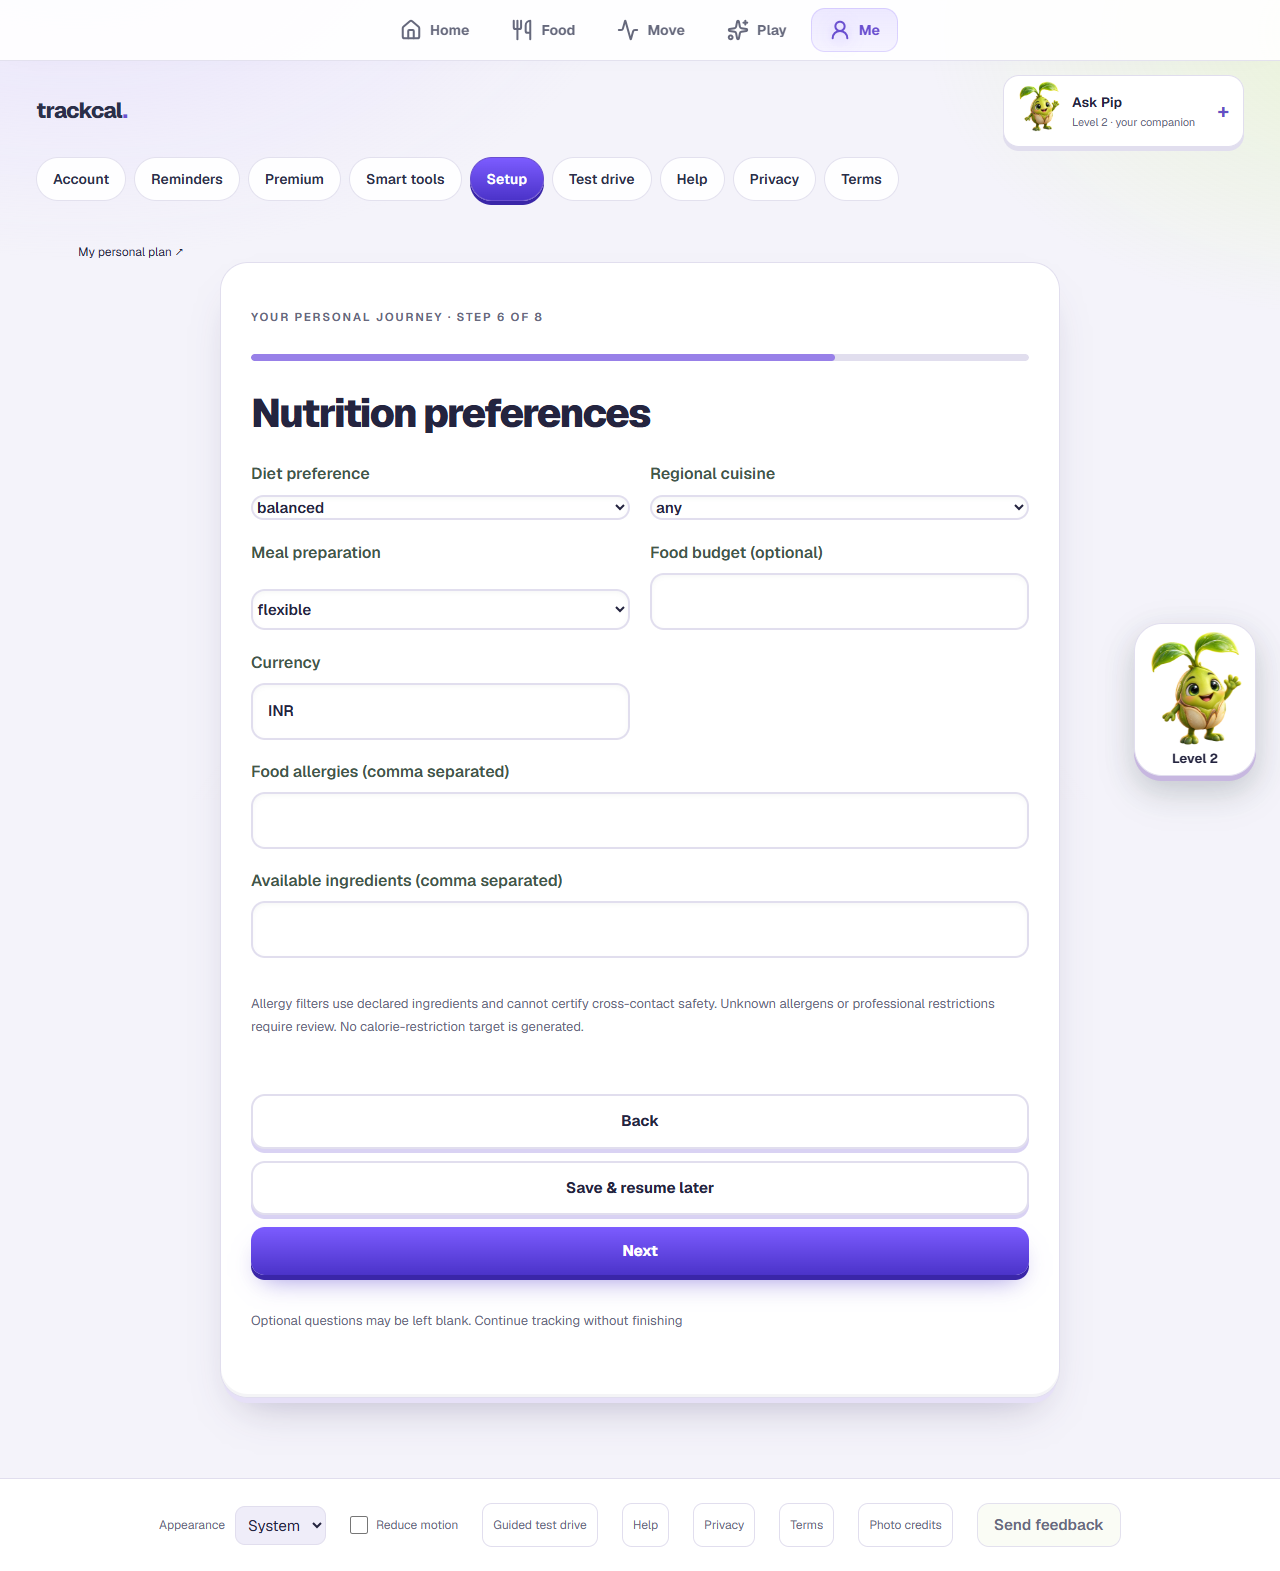 Home Food Move Play Me
trackcal.
Ask Pip
Level 2 · your companion
+
Account Reminders Premium Smart tools Setup Test drive Help Privacy Terms
My personal plan ↗
YOUR PERSONAL JOURNEY · STEP 6 OF 8
Nutrition preferences
Diet preference Regional cuisine
balanced any
Meal preparation Food budget (optional)
flexible
Currency
INR
Level 2
Food allergies (comma separated)
Available ingredients (comma separated)
Allergy filters use declared ingredients and cannot certify cross-contact safety. Unknown allergens or professional restrictions
require review. No calorie-restriction target is generated.
Back
Save & resume later
Next
Optional questions may be left blank. Continue tracking without finishing
Appearance System Reduce motion Guided test drive Help Privacy Terms Photo credits Send feedback